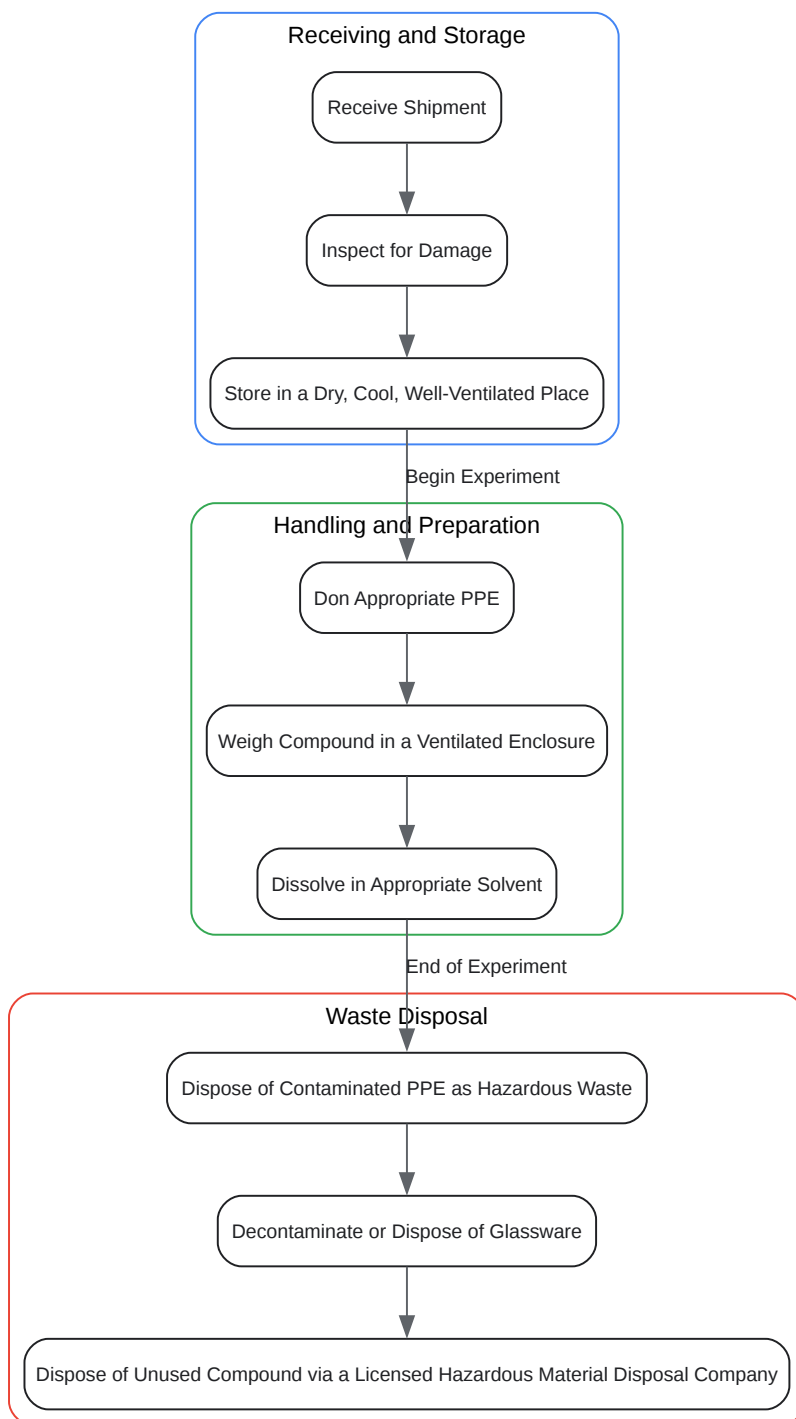 Receiving and Storage
Receive Shipment
Inspect for Damage
Store in a Dry, Cool, Well-Ventilated Place
Begin Experiment
Handling and Preparation
Don Appropriate PPE
Weigh Compound in a Ventilated Enclosure
Dissolve in Appropriate Solvent
End of Experiment
Waste Disposal
Dispose of Contaminated PPE as Hazardous Waste
Decontaminate or Dispose of Glassware
Dispose of Unused Compound via a Licensed Hazardous Material Disposal Company